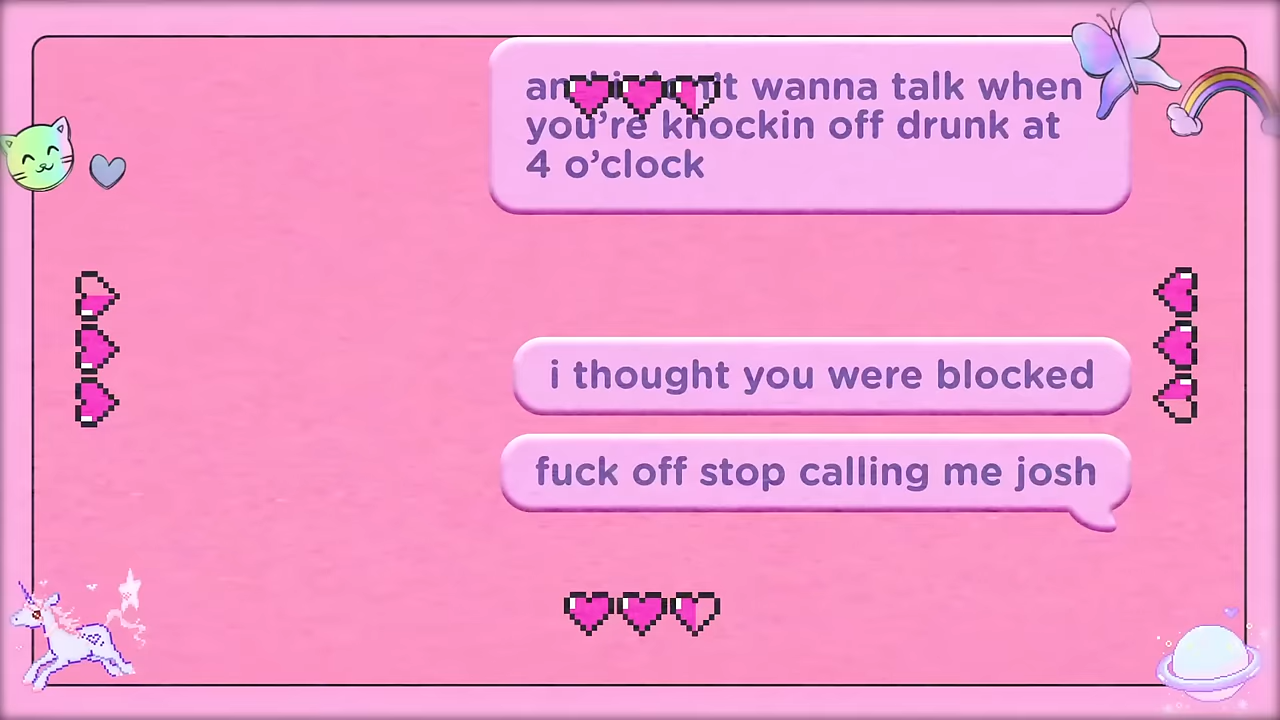 wanna talk when
you're knockin off drunk at
4 o'clock
i thought you were blocked
fuck off stop calling me josh